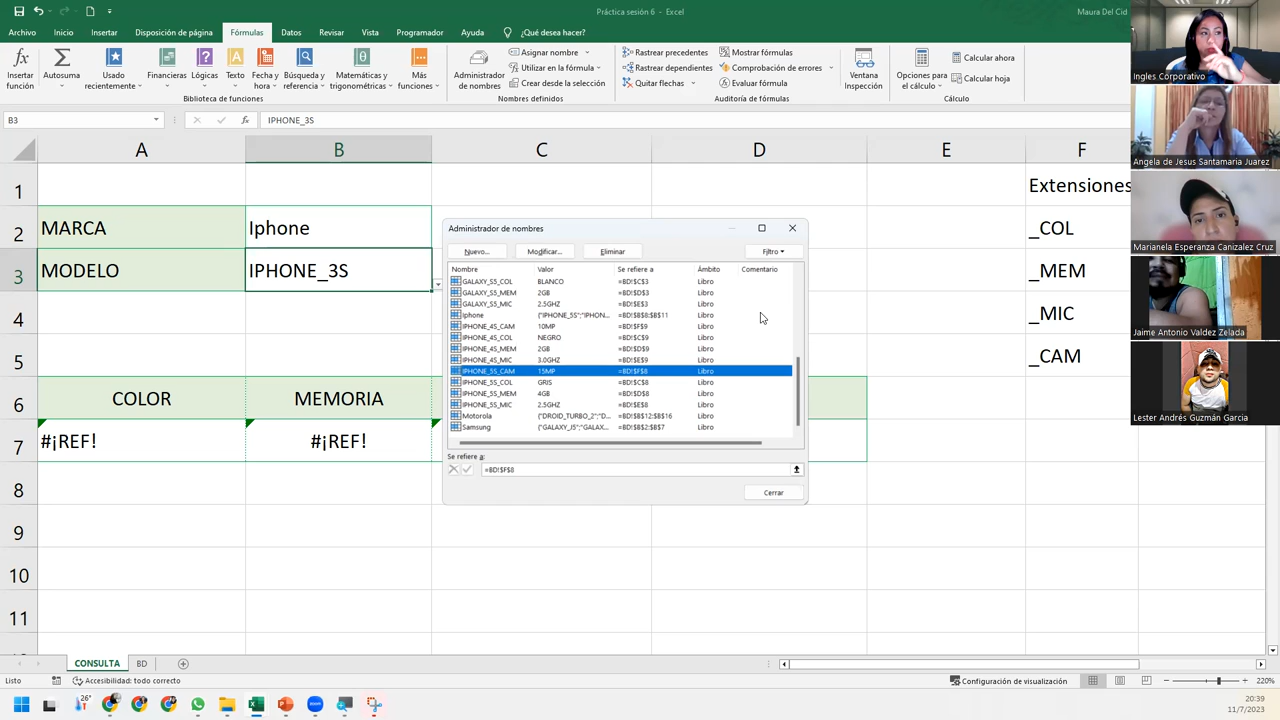 Práctica sesión 6 - Excel
Maura Del Cid
Archivo Inicio Insertar Disposición de página Fórmulas Datos Revisar Vista Programador Ayuda ¿Qué desea hacer?
Insertar función
Autosuma
Usado recientemente
Financieras
Lógicas
Texto
Fecha y hora
Búsqueda y referencia
Matemáticas y trigonométricas
Más funciones
Biblioteca de funciones
Administrador de nombres
Asignar nombre
Utilizar en la fórmula
Crear desde la selección
Nombres definidos
Rastrear precedentes
Rastrear dependientes
Quitar flechas
Mostrar fórmulas
Comprobación de errores
Evaluar fórmula
Auditoría de fórmulas
Ventana Inspección
Opciones para el cálculo
Calcular ahora
Calcular hoja
Cálculo
B3 fx IPHONE_3S
A B C D E F
1 Extensiones
2 MARCA Iphone _COL
3 MODELO IPHONE_3S _MEM
4 _MIC
5 _CAM
6 COLOR MEMORIA
7 #¡REF! #¡REF!
8
9
10
11
Administrador de nombres
Nuevo... Modificar... Eliminar Filtro
Nombre Valor Se refiere a Ámbito Comentario
GALAXY_S5_COL BLANCO =BD!$C$3 Libro
GALAXY_S5_MEM 2GB =BD!$D$3 Libro
GALAXY_S5_MIC 2.5GHZ =BD!$E$3 Libro
Iphone {"IPHONE_5S";"IPHON... =BD!$B$8:$B$11 Libro
IPHONE_4S_CAM 10MP =BD!$F$9 Libro
IPHONE_4S_COL NEGRO =BD!$C$9 Libro
IPHONE_4S_MEM 2GB =BD!$D$9 Libro
IPHONE_4S_MIC 3.0GHZ =BD!$E$9 Libro
IPHONE_5S_CAM 15MP =BD!$F$8 Libro
IPHONE_5S_COL GRIS =BD!$C$8 Libro
IPHONE_5S_MEM 4GB =BD!$D$8 Libro
IPHONE_5S_MIC 2.5GHZ =BD!$E$8 Libro
Motorola {"DROID_TURBO_2";"D... =BD!$B$12:$B$16 Libro
Samsung {"GALAXY_J5";"GALAX... =BD!$B$2:$B$7 Libro
Se refiere a:
=BD!$F$8
Cerrar
Ingles Corporativo
Angela de Jesus Santamaria Juarez
Marianela Esperanza Canizalez Cruz
Jaime Antonio Valdez Zelada
Lester Andrés Guzmán Garcia
CONSULTA BD
Listo Accesibilidad: todo correcto Configuración de visualización 220%
26°
20:39
11/7/2023